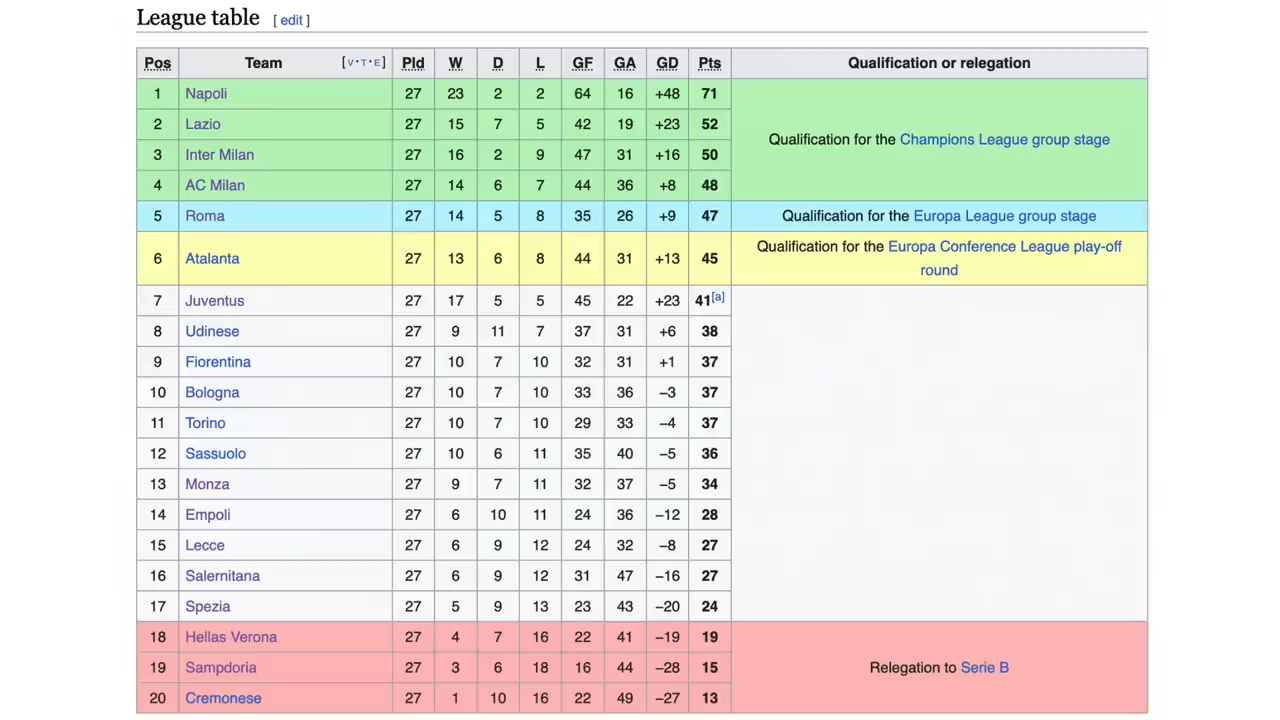 League table [ edit ]
Pos Team [V·T·E] Pld W D L GF GA GD Pts Qualification or relegation
1 Napoli 27 23 2 2 64 16 +48 71
2 Lazio 27 15 7 5 42 19 +23 52
Qualification for the Champions League group stage
3 Inter Milan 27 16 2 9 47 31 +16 50
4 AC Milan 27 14 6 7 44 36 +8 48
5 Roma 27 14 5 8 35 26 +9 47 Qualification for the Europa League group stage
6 Atalanta 27 13 6 8 44 31 +13 45 Qualification for the Europa Conference League play-off
round
7 Juventus 27 17 5 5 45 22 +23 41[a]
8 Udinese 27 9 11 7 37 31 +6 38
9 Fiorentina 27 10 7 10 32 31 +1 37
10 Bologna 27 10 7 10 33 36 −3 37
11 Torino 27 10 7 10 29 33 −4 37
12 Sassuolo 27 10 6 11 35 40 −5 36
13 Monza 27 9 7 11 32 37 −5 34
14 Empoli 27 6 10 11 24 36 −12 28
15 Lecce 27 6 9 12 24 32 −8 27
16 Salernitana 27 6 9 12 31 47 −16 27
17 Spezia 27 5 9 13 23 43 −20 24
18 Hellas Verona 27 4 7 16 22 41 −19 19
19 Sampdoria 27 3 6 18 16 44 −28 15 Relegation to Serie B
20 Cremonese 27 1 10 16 22 49 −27 13